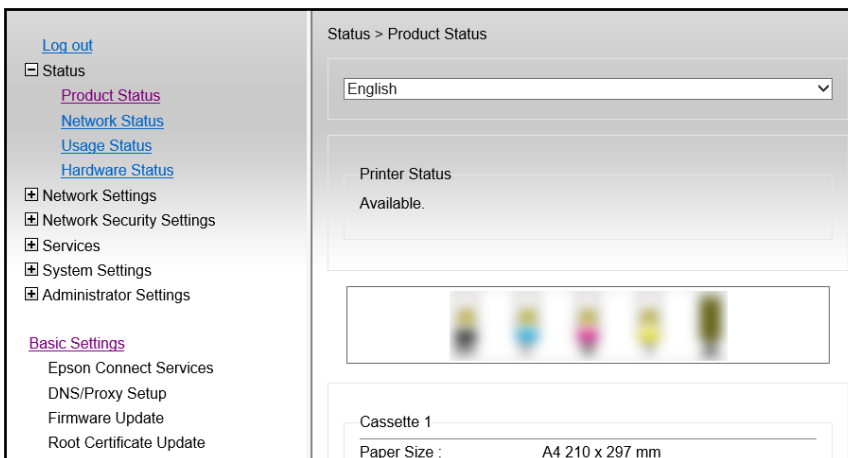 Log out
Status
Product Status
Network Status
Usage Status
Hardware Status
Network Settings
Network Security Settings
Services
System Settings
Administrator Settings
Basic Settings
Epson Connect Services
DNS/Proxy Setup
Firmware Update
Root Certificate Update
Status > Product Status
English
Printer Status
Available.
Cassette 1
Paper Size : A4 210 x 297 mm